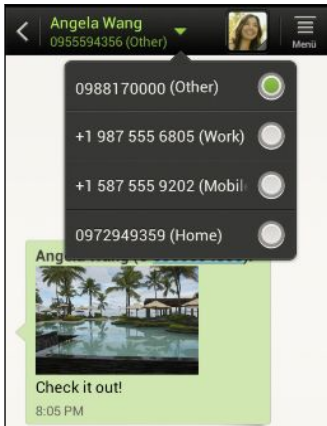 Angela Wang
0955594356 (Other)
Menü
0988170000 (Other)
+1 987 555 6805 (Work)
+1 587 555 9202 (Mobil
0972949359 (Home)
Angela Wang
Check it out!
8:05 PM